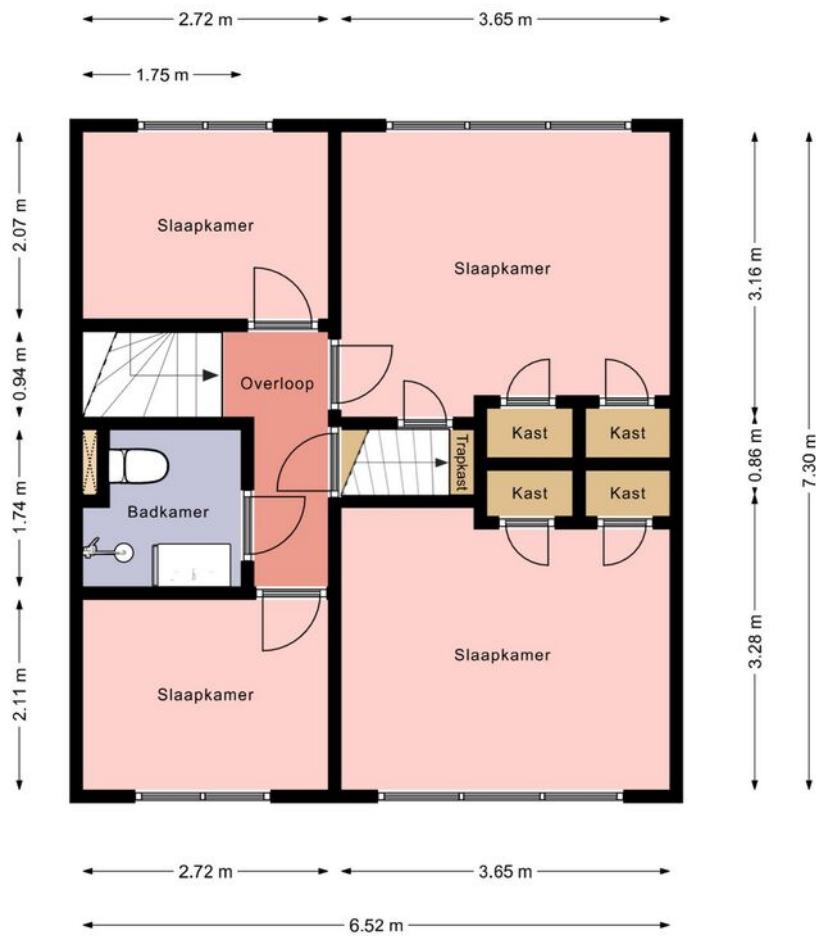 2.72 m
3.65 m
1.75 m
Slaapkamer
2.07 m
Slaapkamer
3.16 m
7.30 m
0.94 m
Overloop
Kast
Kast
Trapkast
0.86 m
Kast
Kast
1.74 m
Badkamer
Slaapkamer
3.28 m
Slaapkamer
2.11 m
2.72 m
3.65 m
6.52 m